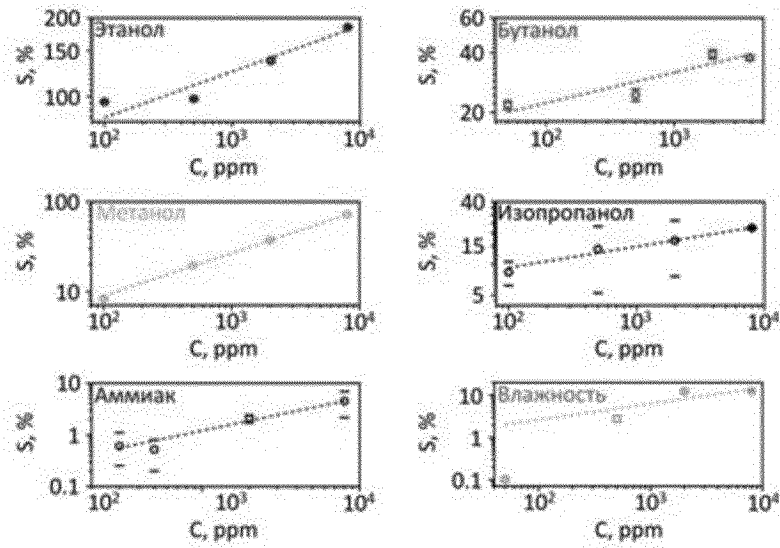 Этанол
200
150
100
S, %
10² 10³ 10⁴
C, ppm
Бутанол
60
40
20
S, %
10² 10³
C, ppm
Метанол
100
10
S, %
10² 10³ 10⁴
C, ppm
Изопропанол
40
15
5
S, %
10² 10³ 10⁴
C, ppm
Аммиак
10
1
0.1
S, %
10² 10³ 10⁴
C, ppm
Влажность
10
1
0.1
S, %
10² 10³ 10⁴
C, ppm